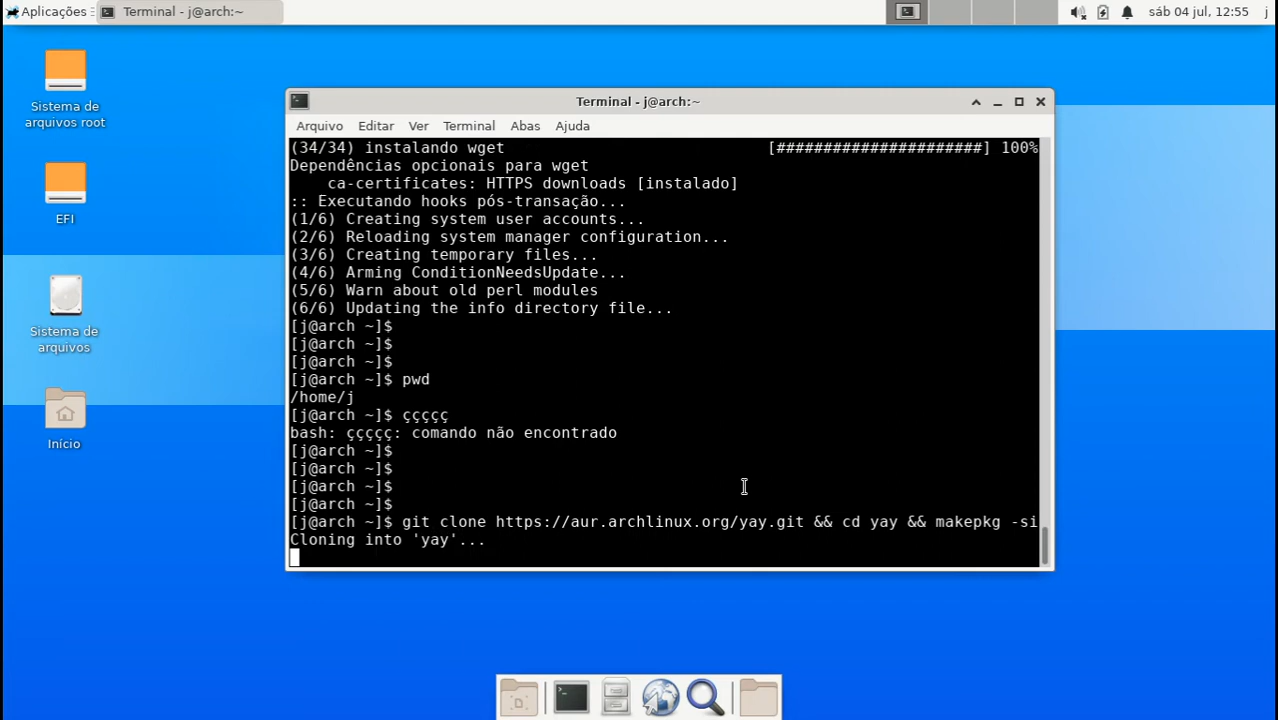 Aplicações
Terminal - j@arch:~
sáb 04 jul, 12:55
j
Sistema de
arquivos root
EFI
Sistema de
arquivos
Início
Terminal - j@arch:~
Arquivo Editar Ver Terminal Abas Ajuda
(34/34) instalando wget [######################] 100%
Dependências opcionais para wget
ca-certificates: HTTPS downloads [instalado]
:: Executando hooks pós-transação...
(1/6) Creating system user accounts...
(2/6) Reloading system manager configuration...
(3/6) Creating temporary files...
(4/6) Arming ConditionNeedsUpdate...
(5/6) Warn about old perl modules
(6/6) Updating the info directory file...
[j@arch ~]$
[j@arch ~]$
[j@arch ~]$
[j@arch ~]$ pwd
/home/j
[j@arch ~]$ ççççç
bash: ççççç: comando não encontrado
[j@arch ~]$
[j@arch ~]$
[j@arch ~]$
[j@arch ~]$
[j@arch ~]$ git clone https://aur.archlinux.org/yay.git && cd yay && makepkg -si
Cloning into 'yay'...